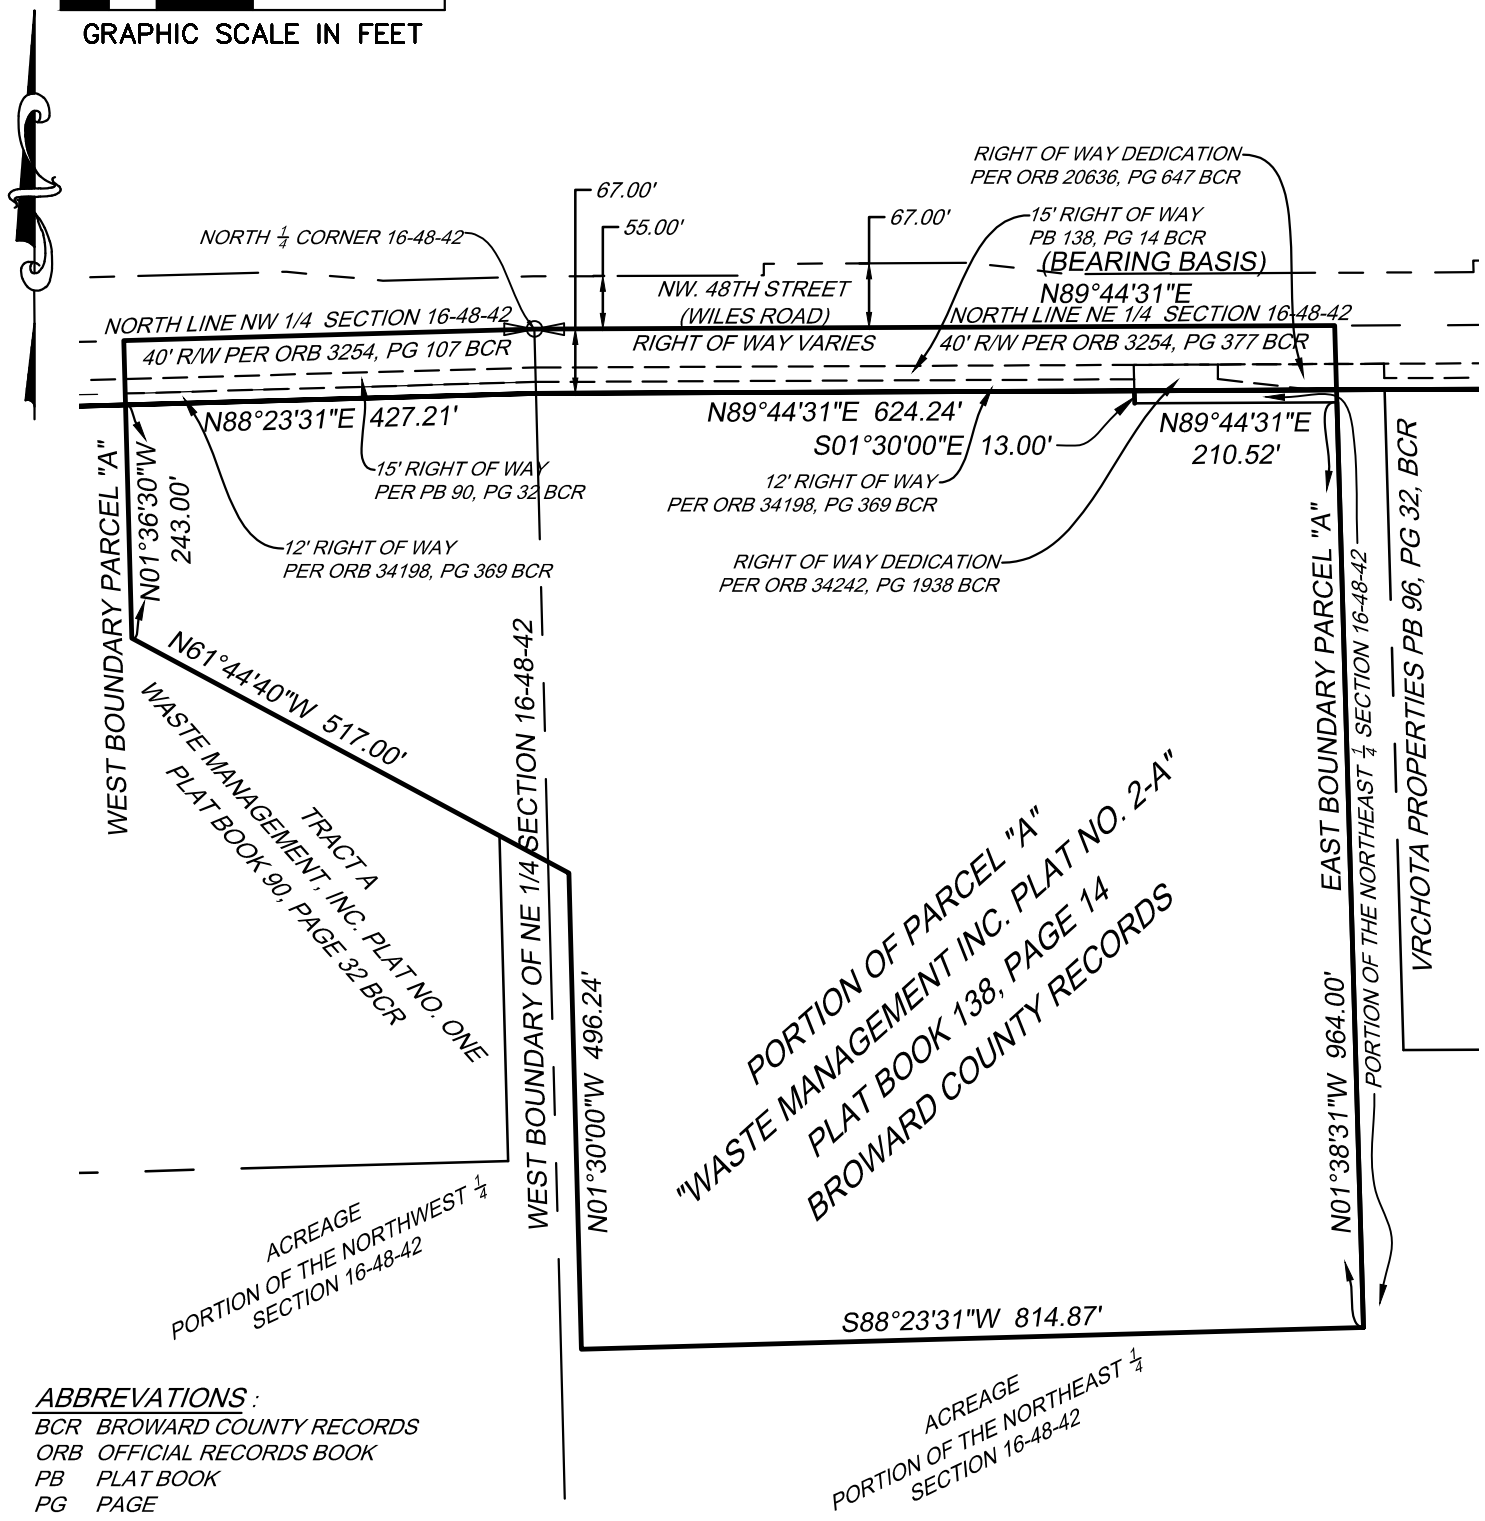 GRAPHIC SCALE IN FEET
RIGHT OF WAY DEDICATION
PER ORB 20636, PG 647 BCR
67.00'
55.00'
67.00'
15' RIGHT OF WAY
PB 138, PG 14 BCR
NORTH 1/4 CORNER 16-48-42
(BEARING BASIS)
N89°44'31"E
NW. 48TH STREET
(WILES ROAD)
NORTH LINE NW 1/4 SECTION 16-48-42
NORTH LINE NE 1/4 SECTION 16-48-42
40' R/W PER ORB 3254, PG 107 BCR
RIGHT OF WAY VARIES
40' R/W PER ORB 3254, PG 377 BCR
N88°23'31"E 427.21'
N89°44'31"E 624.24'
S01°30'00"E 13.00'
N89°44'31"E
210.52'
15' RIGHT OF WAY
PER PB 90, PG 32 BCR
12' RIGHT OF WAY
PER ORB 34198, PG 369 BCR
12' RIGHT OF WAY
PER ORB 34198, PG 369 BCR
RIGHT OF WAY DEDICATION
PER ORB 34242, PG 1938 BCR
WEST BOUNDARY PARCEL "A"
N01°36'30"W
243.00'
N61°44'40"W 517.00'
TRACT A
WASTE MANAGEMENT, INC. PLAT NO. ONE
PLAT BOOK 90, PAGE 32 BCR
WEST BOUNDARY OF NE 1/4 SECTION 16-48-42
N01°30'00"W 496.24'
PORTION OF PARCEL "A"
"WASTE MANAGEMENT INC. PLAT NO. 2-A"
PLAT BOOK 138, PAGE 14
BROWARD COUNTY RECORDS
EAST BOUNDARY PARCEL "A"
N01°38'31"W 964.00'
PORTION OF THE NORTHEAST 1/4 SECTION 16-48-42
VRCHOTA PROPERTIES PB 96, PG 32, BCR
ACREAGE
PORTION OF THE NORTHWEST 1/4
SECTION 16-48-42
S88°23'31"W 814.87'
ACREAGE
PORTION OF THE NORTHEAST 1/4
SECTION 16-48-42
ABBREVATIONS :
BCR BROWARD COUNTY RECORDS
ORB OFFICIAL RECORDS BOOK
PB PLAT BOOK
PG PAGE